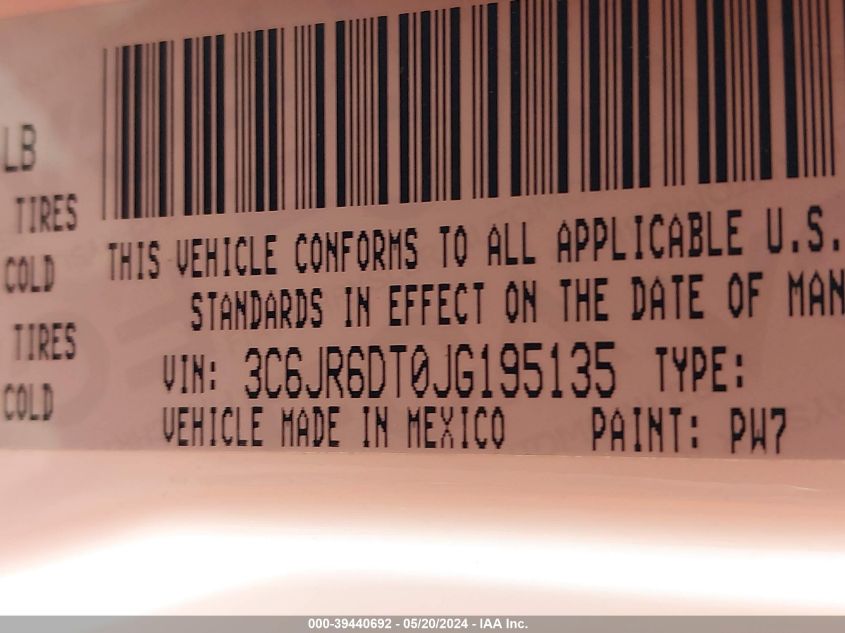 LB
TIRES
COLD
TIRES
COLD
THIS VEHICLE CONFORMS TO ALL APPLICABLE U.S.
STANDARDS IN EFFECT ON THE DATE OF MAN
VIN: 3C6JR6DT0JG195135 TYPE:
VEHICLE MADE IN MEXICO PAINT: PW7
000-39440692 - 05/20/2024 - IAA Inc.